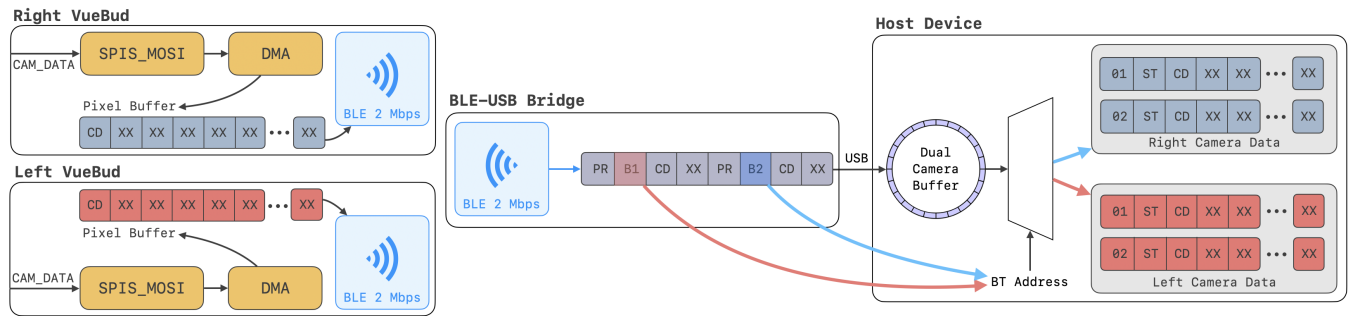 Right VueBud
CAM_DATA
SPIS_MOSI
DMA
Pixel Buffer
CD XX XX XX XX XX ••• XX
BLE 2 Mbps
Left VueBud
CD XX XX XX XX XX ••• XX
Pixel Buffer
CAM_DATA
SPIS_MOSI
DMA
BLE 2 Mbps
BLE-USB Bridge
BLE 2 Mbps
PR B1 CD XX PR B2 CD XX
USB
Host Device
Dual
Camera
Buffer
BT Address
01 ST CD XX XX ••• XX
02 ST CD XX XX ••• XX
Right Camera Data
01 ST CD XX XX ••• XX
02 ST CD XX XX ••• XX
Left Camera Data